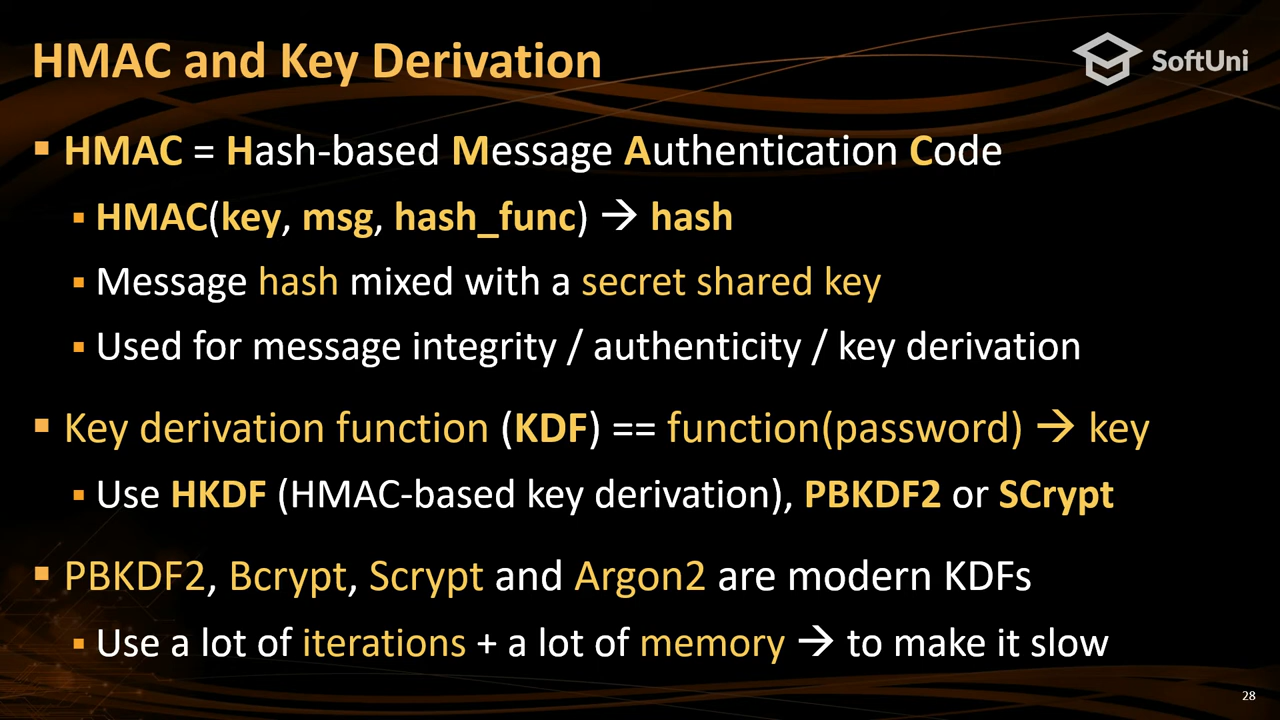 HMAC and Key Derivation
SoftUni
▪ HMAC = Hash-based Message Authentication Code
▪ HMAC(key, msg, hash_func) → hash
▪ Message hash mixed with a secret shared key
▪ Used for message integrity / authenticity / key derivation
▪ Key derivation function (KDF) == function(password) → key
▪ Use HKDF (HMAC-based key derivation), PBKDF2 or SCrypt
▪ PBKDF2, Bcrypt, Scrypt and Argon2 are modern KDFs
▪ Use a lot of iterations + a lot of memory → to make it slow
28